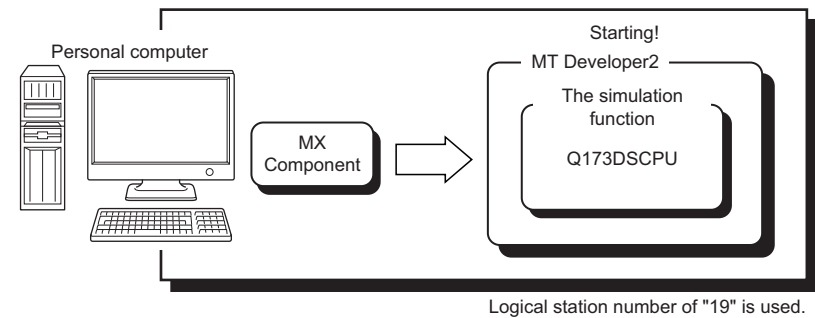 Starting!
Personal computer
MT Developer2
The simulation
function
MX
Component
Q173DSCPU
Logical station number of "19" is used.